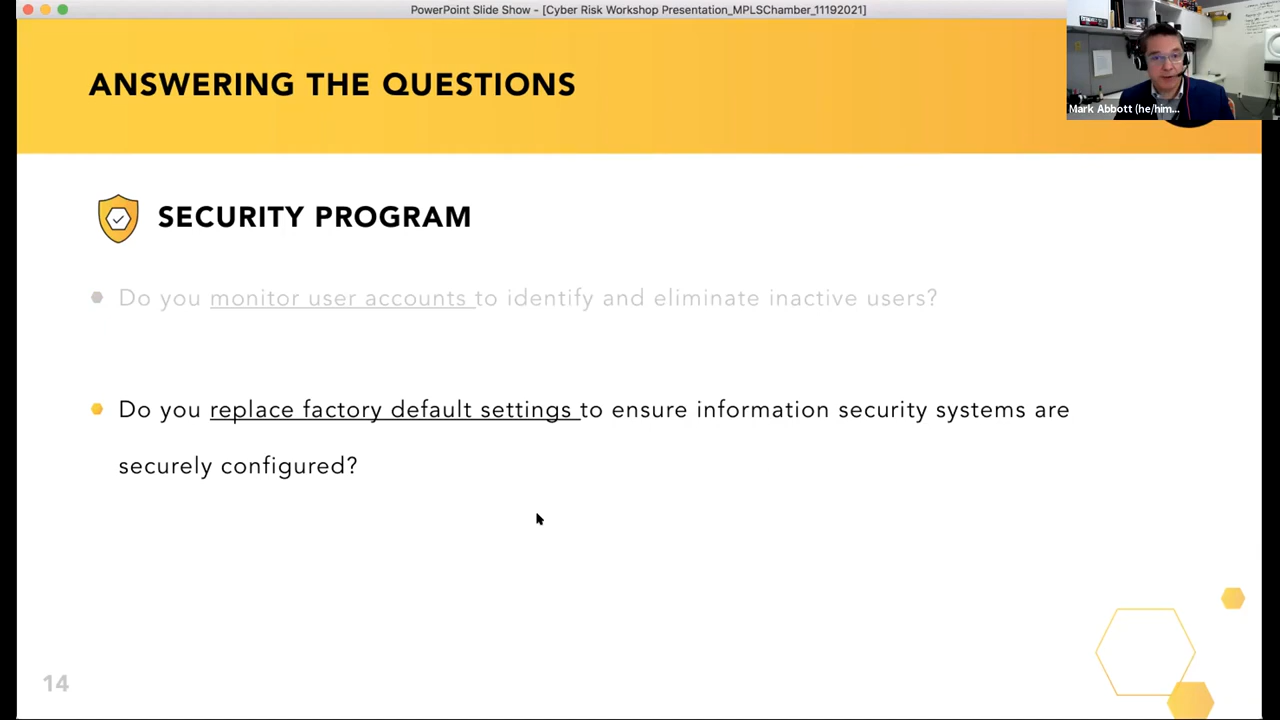 PowerPoint Slide Show - [Cyber Risk Workshop Presentation_MPLSChamber_11192021]
ANSWERING THE QUESTIONS
Mark Abbott (he/him...
SECURITY PROGRAM
Do you monitor user accounts to identify and eliminate inactive users?
Do you replace factory default settings to ensure information security systems are
securely configured?
14